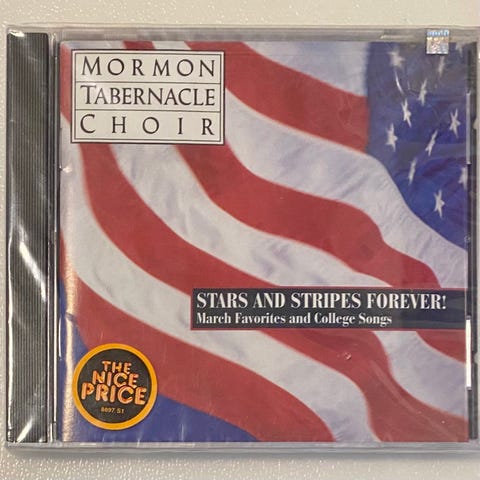 MORMON
TABERNACLE
CHOIR
STARS AND STRIPES FOREVER!
March Favorites and College Songs
THE
NICE
PRICE